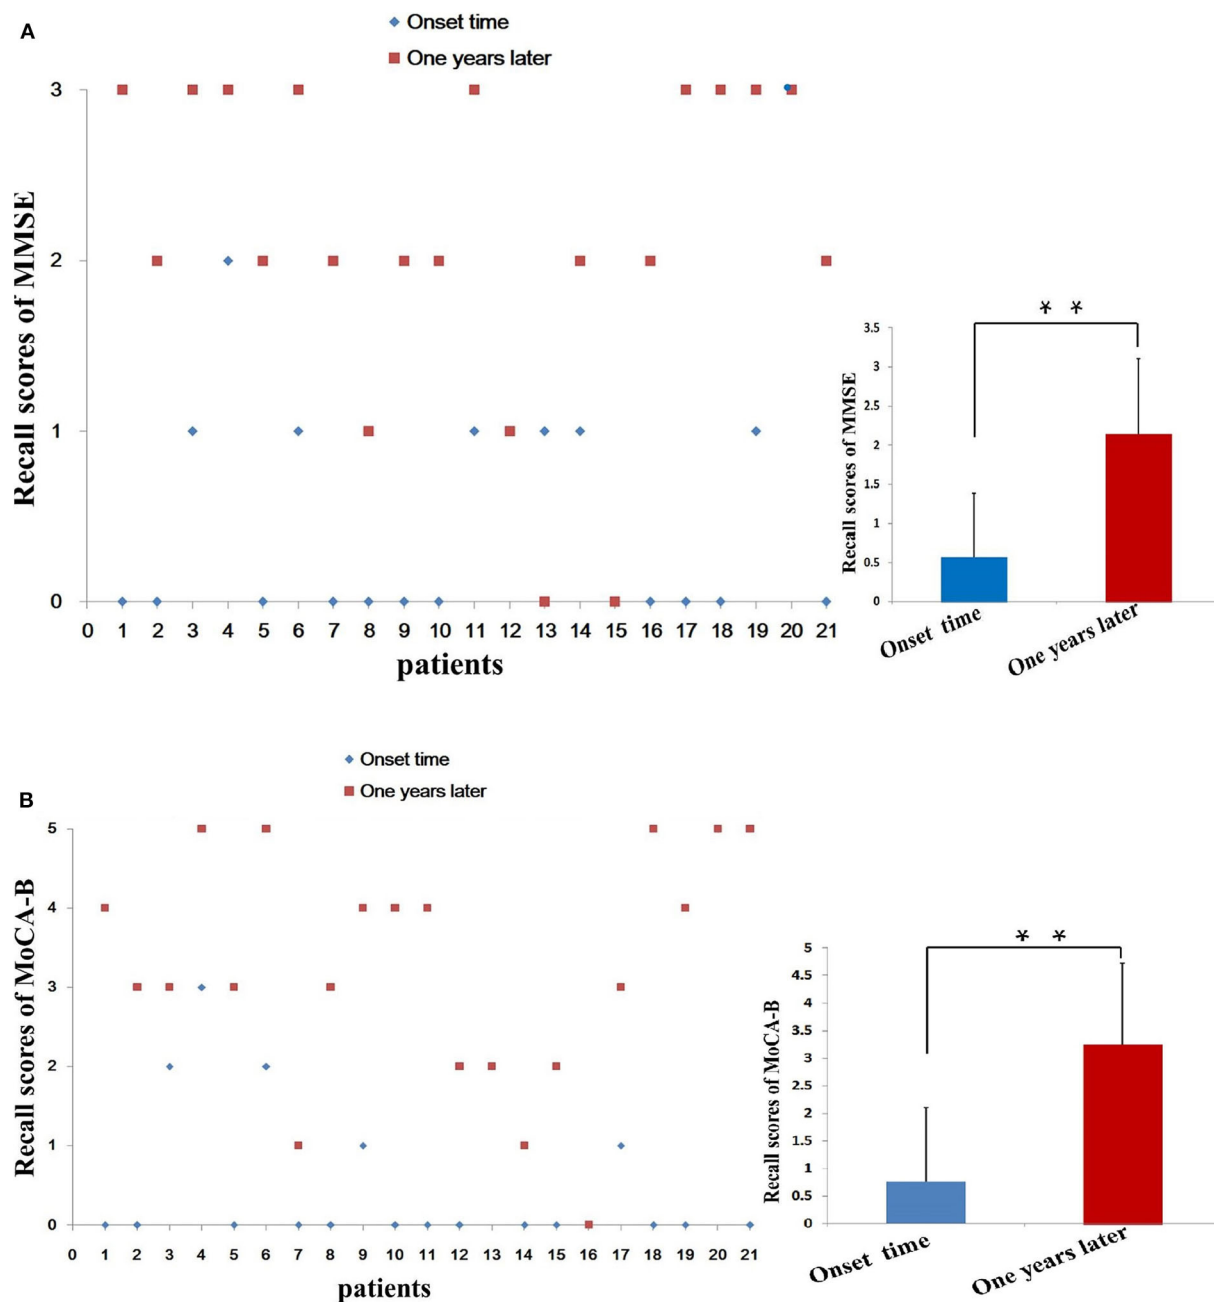 A
Onset time
One years later
3
2
1
0
Recall scores of MMSE
0 1 2 3 4 5 6 7 8 9 10 11 12 13 14 15 16 17 18 19 20 21
patients
* *
3.5
3
2.5
2
1.5
1
0.5
0
Recall scores of MMSE
Onset time
One years later
B
Onset time
One years later
5
4
3
2
1
0
Recall scores of MoCA-B
0 1 2 3 4 5 6 7 8 9 10 11 12 13 14 15 16 17 18 19 20 21
patients
* *
5
4.5
4
3.5
3
2.5
2
1.5
1
0.5
0
Recall scores of MoCA-B
Onset time
One years later